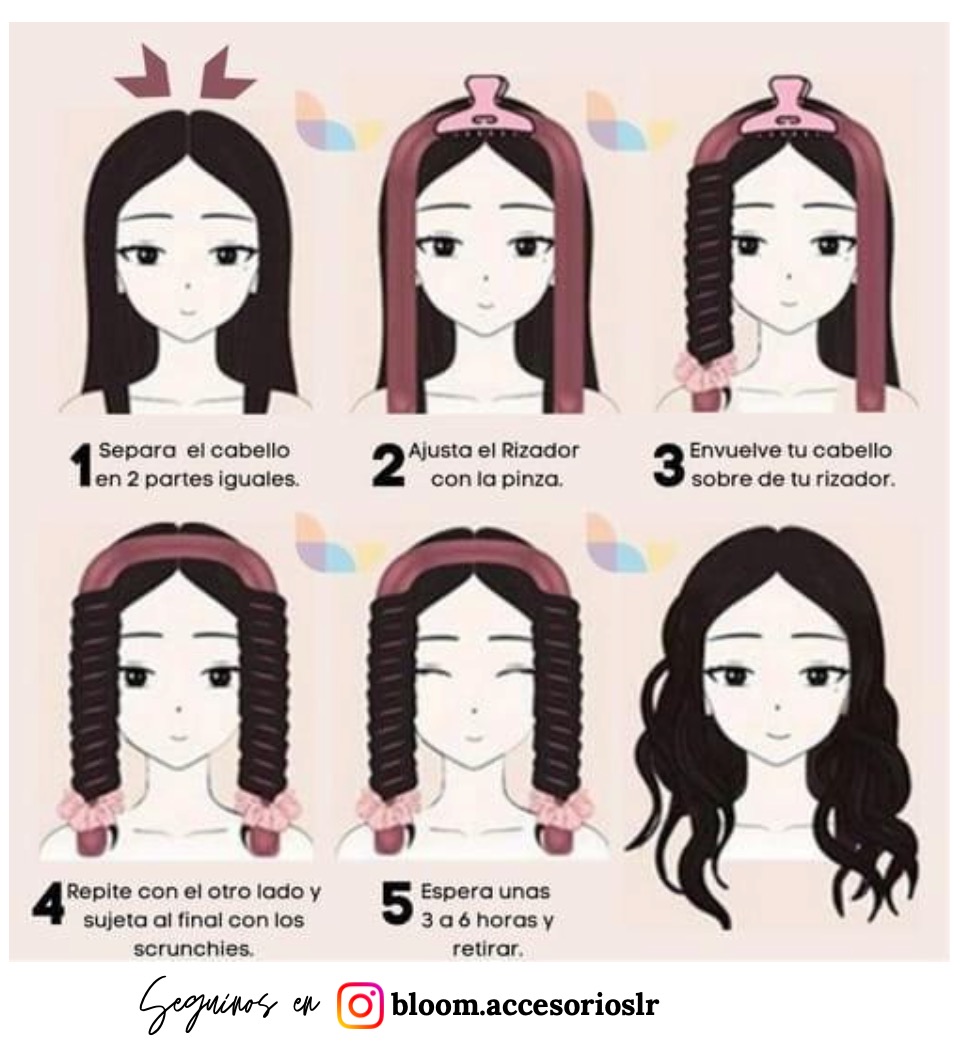 1 Separa el cabello
en 2 partes iguales.
2 Ajusta el Rizador
con la pinza.
3 Envuelve tu cabello
sobre de tu rizador.
4 Repite con el otro lado y
sujeta al final con los
scrunchies.
5 Espera unas
3 a 6 horas y
retirar.
Seguinos en bloom.accesorioslr